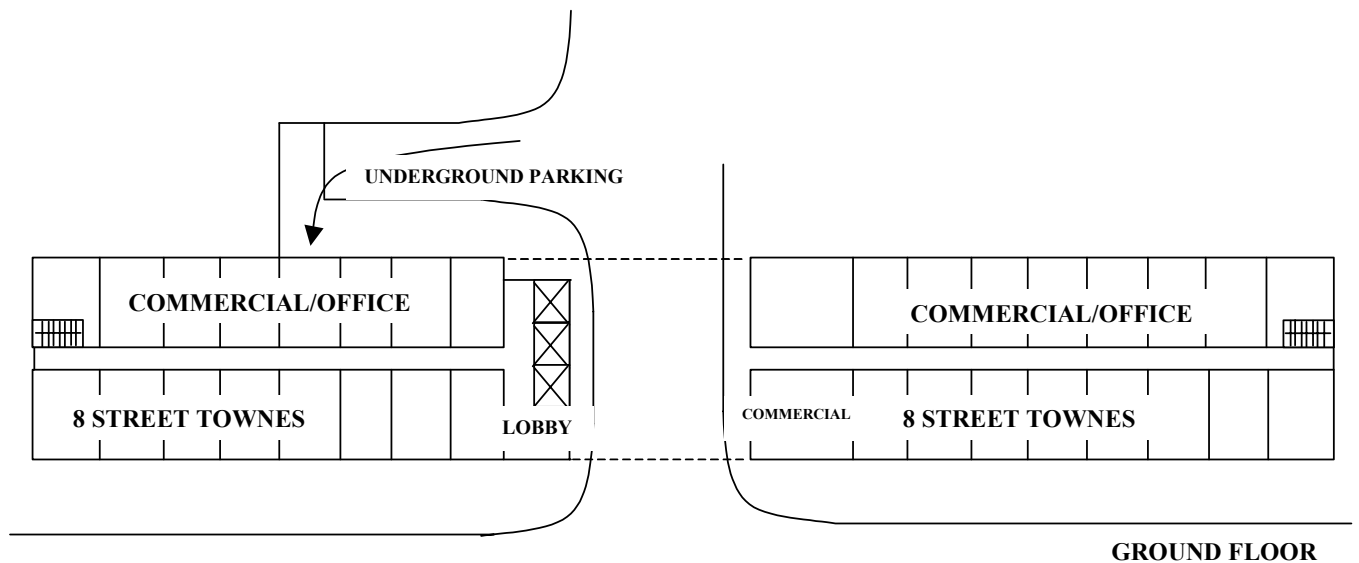 UNDERGROUND PARKING
COMMERCIAL/OFFICE
COMMERCIAL/OFFICE
8 STREET TOWNES
LOBBY
COMMERCIAL
8 STREET TOWNES
GROUND FLOOR